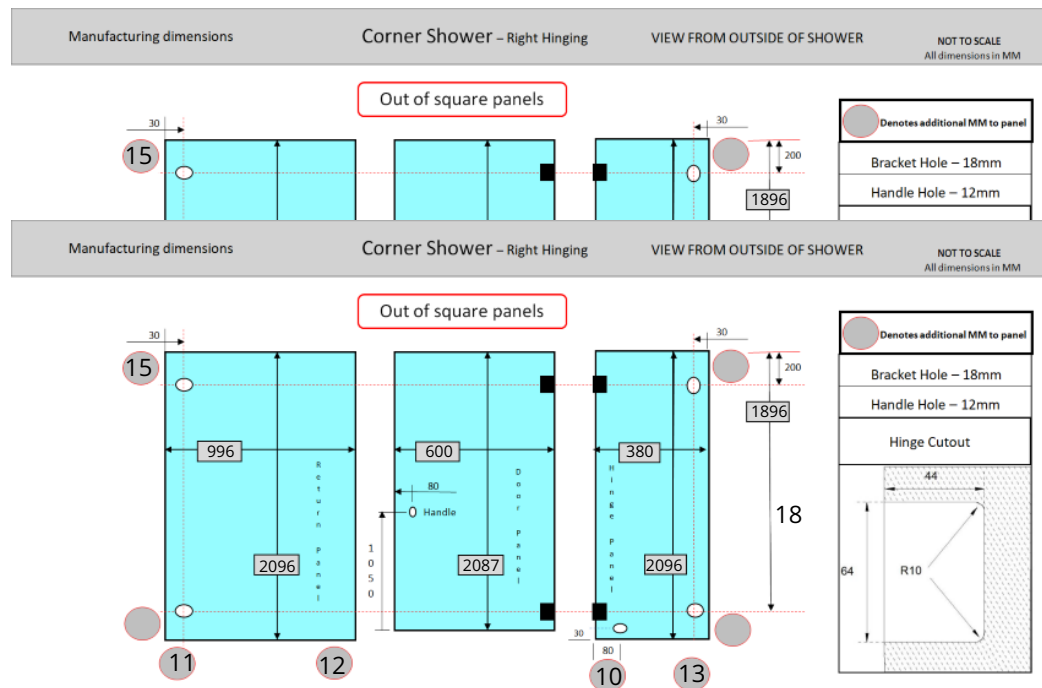 Manufacturing dimensions
Corner Shower – Right Hinging
VIEW FROM OUTSIDE OF SHOWER
NOT TO SCALE
All dimensions in MM
Out of square panels
30
30
15
200
1896
Denotes additional MM to panel
Bracket Hole – 18mm
Handle Hole – 12mm
Manufacturing dimensions
Corner Shower – Right Hinging
VIEW FROM OUTSIDE OF SHOWER
NOT TO SCALE
All dimensions in MM
Out of square panels
30
30
15
200
1896
Denotes additional MM to panel
Bracket Hole – 18mm
Handle Hole – 12mm
Hinge Cutout
996
600
380
Return Panel
Door Panel
Hinge Panel
80
Handle
1050
18
44
64
R10
2096
2087
2096
30
80
11
12
10
13